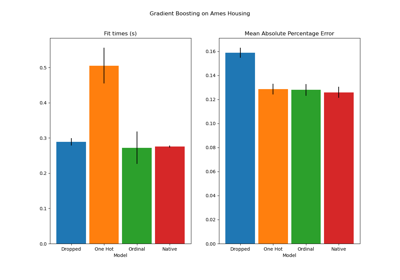 Gradient Boosting on Ames Housing
Fit times (s)
0.5
0.4
0.3
0.2
0.1
0.0
Dropped One Hot Ordinal Native
Model
Mean Absolute Percentage Error
0.16
0.14
0.12
0.10
0.08
0.06
0.04
0.02
0.00
Dropped One Hot Ordinal Native
Model